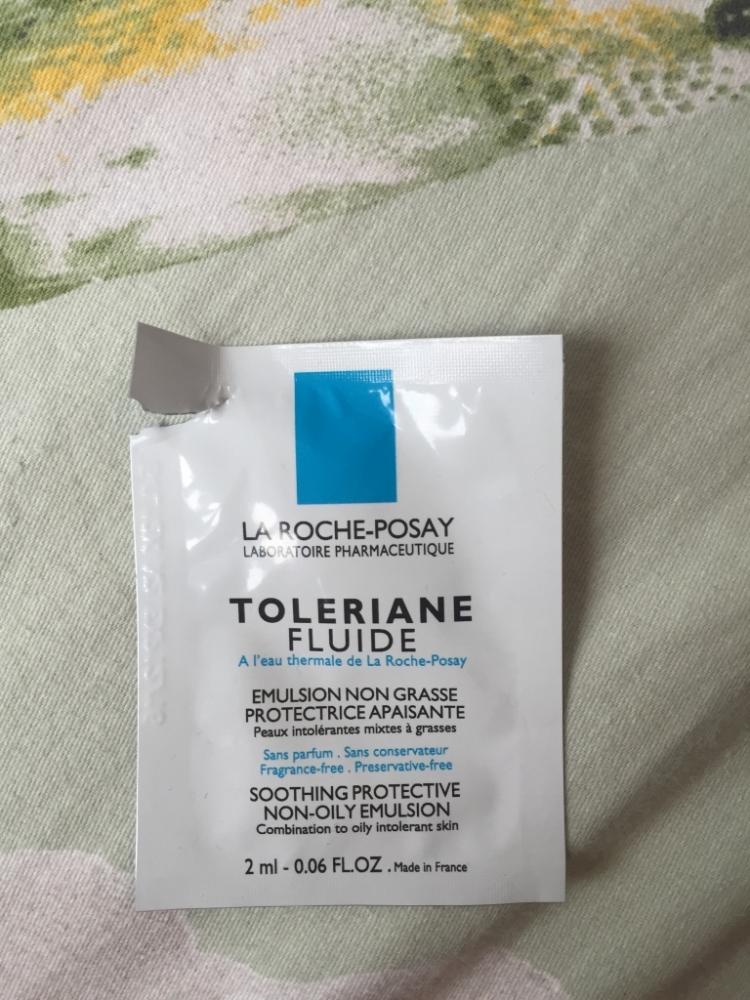 LA ROCHE-POSAY
LABORATOIRE PHARMACEUTIQUE
TOLERIANE
FLUIDE
A l'eau thermale de La Roche-Posay
EMULSION NON GRASSE
PROTECTRICE APAISANTE
Peaux intolérantes mixtes à grasses
Sans parfum . Sans conservateur
Fragrance-free . Preservative-free
SOOTHING PROTECTIVE
NON-OILY EMULSION
Combination to oily intolerant skin
2 ml - 0.06 FL.OZ . Made in France